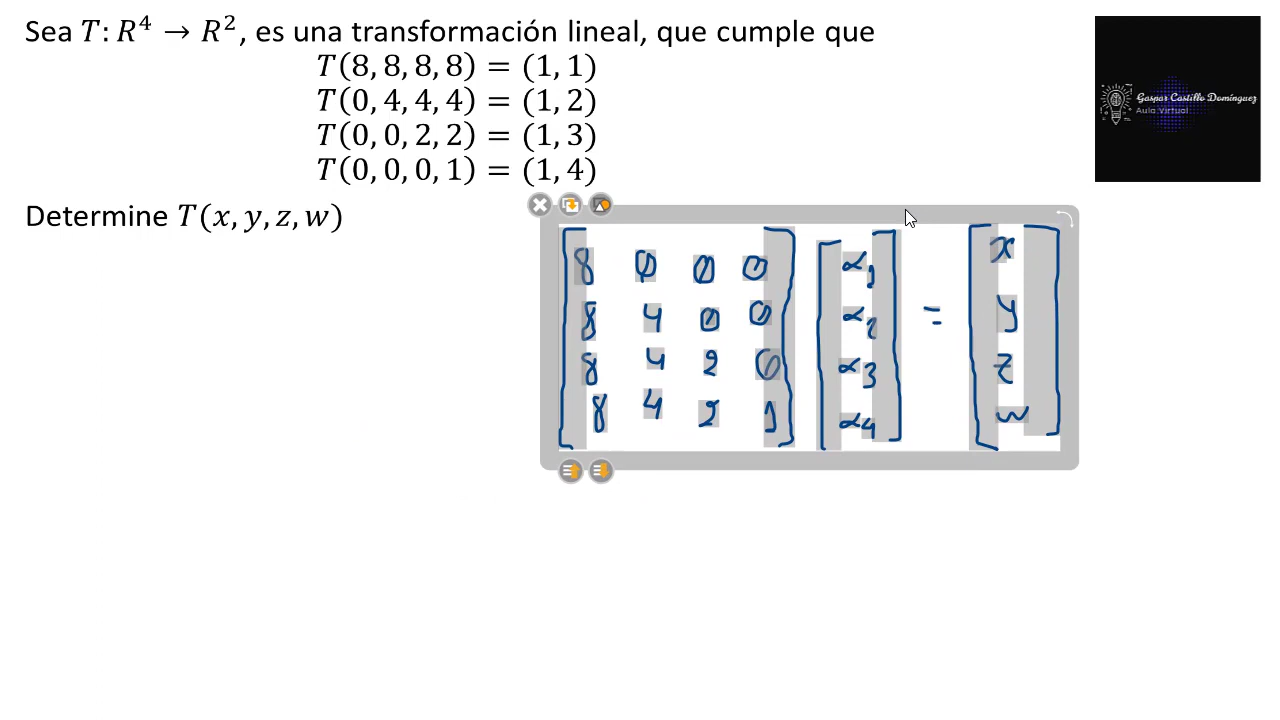 Sea T: R⁴ → R², es una transformación lineal, que cumple que
T(8, 8, 8, 8) = (1, 1)
T(0, 4, 4, 4) = (1, 2)
T(0, 0, 2, 2) = (1, 3)
T(0, 0, 0, 1) = (1, 4)
Gaspar Castillo Domínguez
Aula Virtual
Determine T(x, y, z, w)
8 0 0 0 α₁ x
8 4 0 0 α₂ = y
8 4 2 0 α₃ z
8 4 2 1 α₄ w